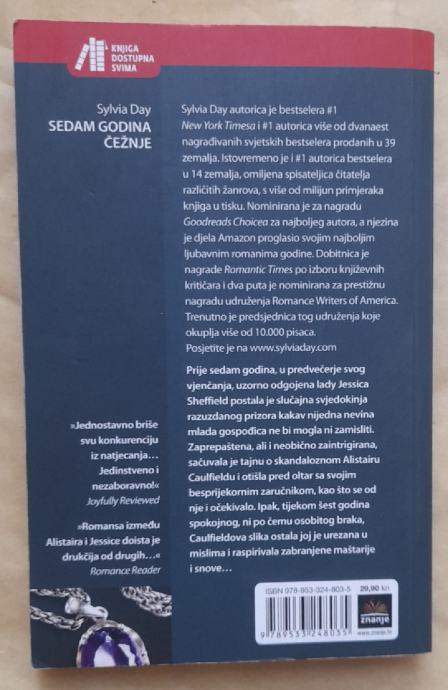 KNJIGA
DOSTUPNA
SVIMA
Sylvia Day
SEDAM GODINA
ČEŽNJE
Sylvia Day autorica je bestselera #1
New York Timesa i #1 autorica više od dvanaest
nagrađivanih svjetskih bestselera prodanih u 39
zemalja. Istovremeno je i #1 autorica bestselera
u 14 zemalja, omiljena spisateljica čitatelja
različitih žanrova, s više od milijun primjeraka
knjiga u tisku. Nominirana je za nagradu
Goodreads Choicea za najboljeg autora, a njezina
je djela Amazon proglasio svojim najboljim
ljubavnim romanima godine. Dobitnica je
nagrade Romantic Times po izboru književnih
kritičara i dva puta je nominirana za prestižnu
nagradu udruženja Romance Writers of America.
Trenutno je predsjednica tog udruženja koje
okuplja više od 10.000 pisaca.
Posjetite je na www.sylviaday.com
Prije sedam godina, u predvečerje svog
vjenčanja, uzorno odgojena lady Jessica
Sheffield postala je slučajna svjedokinja
razuzdanog prizora kakav nijedna nevina
mlada gospođica ne bi mogla ni zamisliti.
Zaprepaštena, ali i neobično zaintrigirana,
sačuvala je tajnu o skandaloznom Alistairu
Caulfieldu i otišla pred oltar sa svojim
besprijekornim zaručnikom, kao što se od
nje i očekivalo. Ipak, tijekom šest godina
spokojnog, ni po čemu osobitog braka,
Caulfieldova slika ostala joj je urezana u
mislima i raspirivala zabranjene maštarije
i snove...
»Jednostavno briše
svu konkurenciju
iz natjecanja...
Jedinstveno i
nezaboravno!«
Joyfully Reviewed
»Romansa između
Alistaira i Jessice doista je
drukčija od drugih...«
Romance Reader
ISBN 978-953-324-803-5
29,90 kn
9 789533 248035
znanje
www.znanje.hr